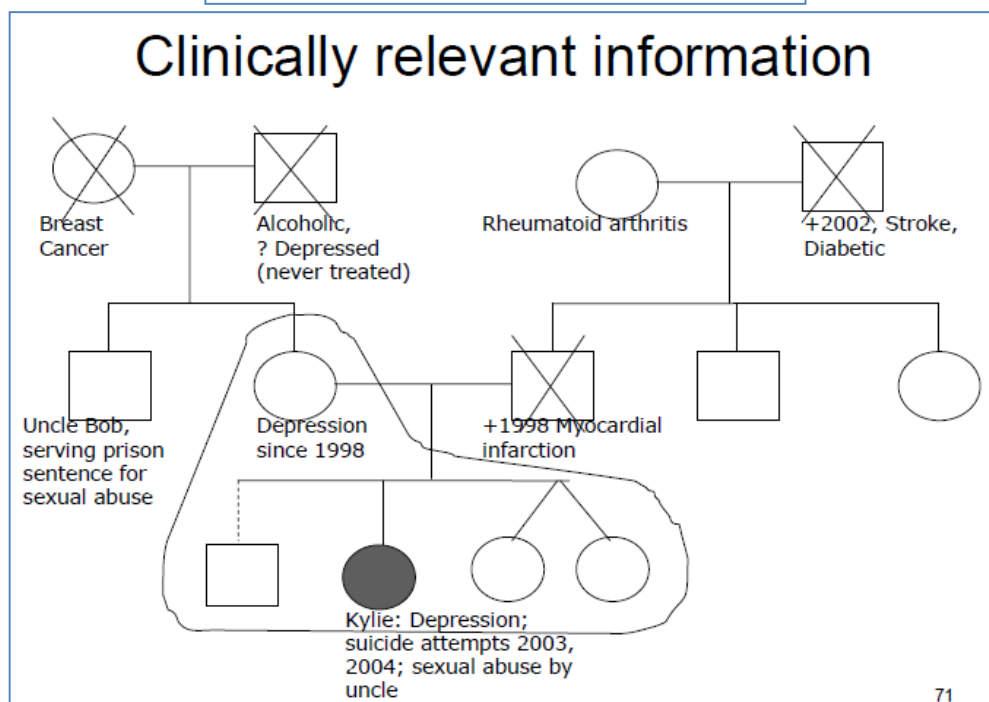 Clinically relevant information
Breast
Cancer
Alcoholic,
? Depressed
(never treated)
Rheumatoid arthritis
+2002, Stroke,
Diabetic
Uncle Bob,
serving prison
sentence for
sexual abuse
Depression
since 1998
+1998 Myocardial
infarction
Kylie: Depression;
suicide attempts 2003,
2004; sexual abuse by
uncle
71